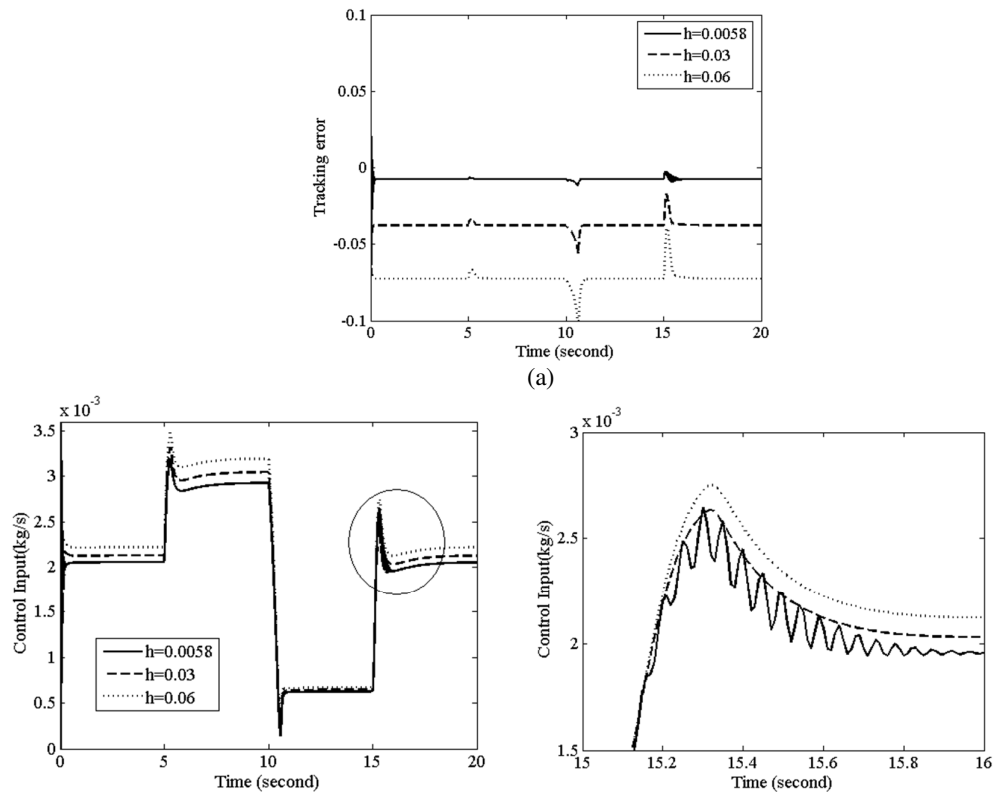 0.1
0.05
0
-0.05
-0.1
Tracking error
h=0.0058
h=0.03
h=0.06
0 5 10 15 20
Time (second)
(a)
x 10-3
3.5
3
2.5
2
1.5
1
0.5
0
Control Input(kg/s)
h=0.0058
h=0.03
h=0.06
0 5 10 15 20
Time (second)
x 10-3
3
2.5
2
1.5
Control Input(kg/s)
15 15.2 15.4 15.6 15.8 16
Time (second)